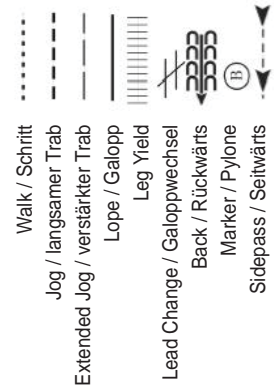 Walk / Schritt
Jog / langsamer Trab
Extended Jog / verstärkter Trab
Lope / Galopp
Leg Yield
Lead Change / Galoppwechsel
Back / Rückwärts
Marker / Pylone
B
Sidepass / Seitwärts